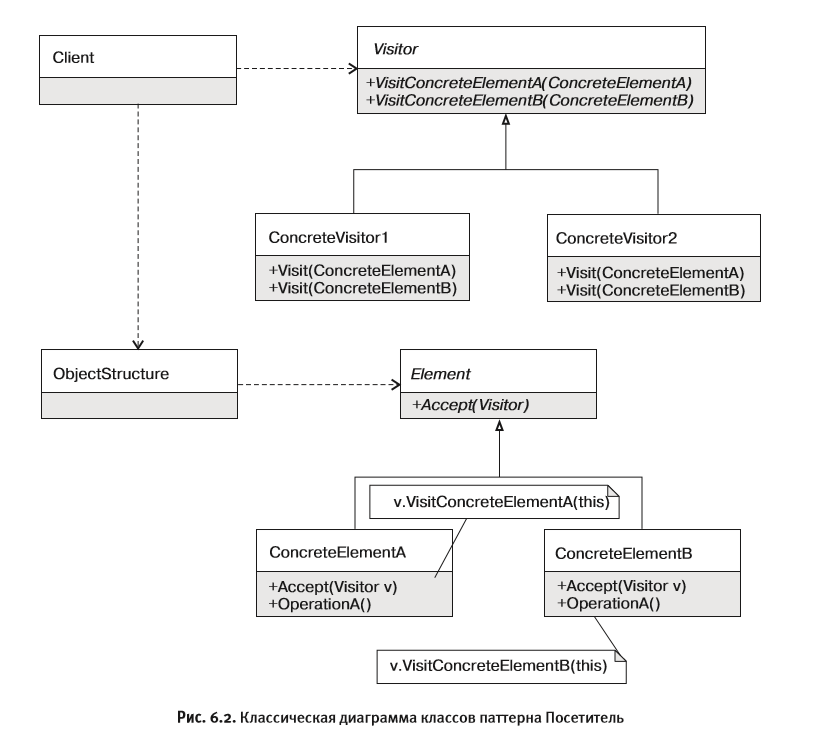 Client
Visitor
+VisitConcreteElementA(ConcreteElementA)
+VisitConcreteElementB(ConcreteElementB)
ConcreteVisitor1
+Visit(ConcreteElementA)
+Visit(ConcreteElementB)
ConcreteVisitor2
+Visit(ConcreteElementA)
+Visit(ConcreteElementB)
ObjectStructure
Element
+Accept(Visitor)
v.VisitConcreteElementA(this)
ConcreteElementA
+Accept(Visitor v)
+OperationA()
ConcreteElementB
+Accept(Visitor v)
+OperationA()
v.VisitConcreteElementB(this)
Рис. 6.2. Классическая диаграмма классов паттерна Посетитель